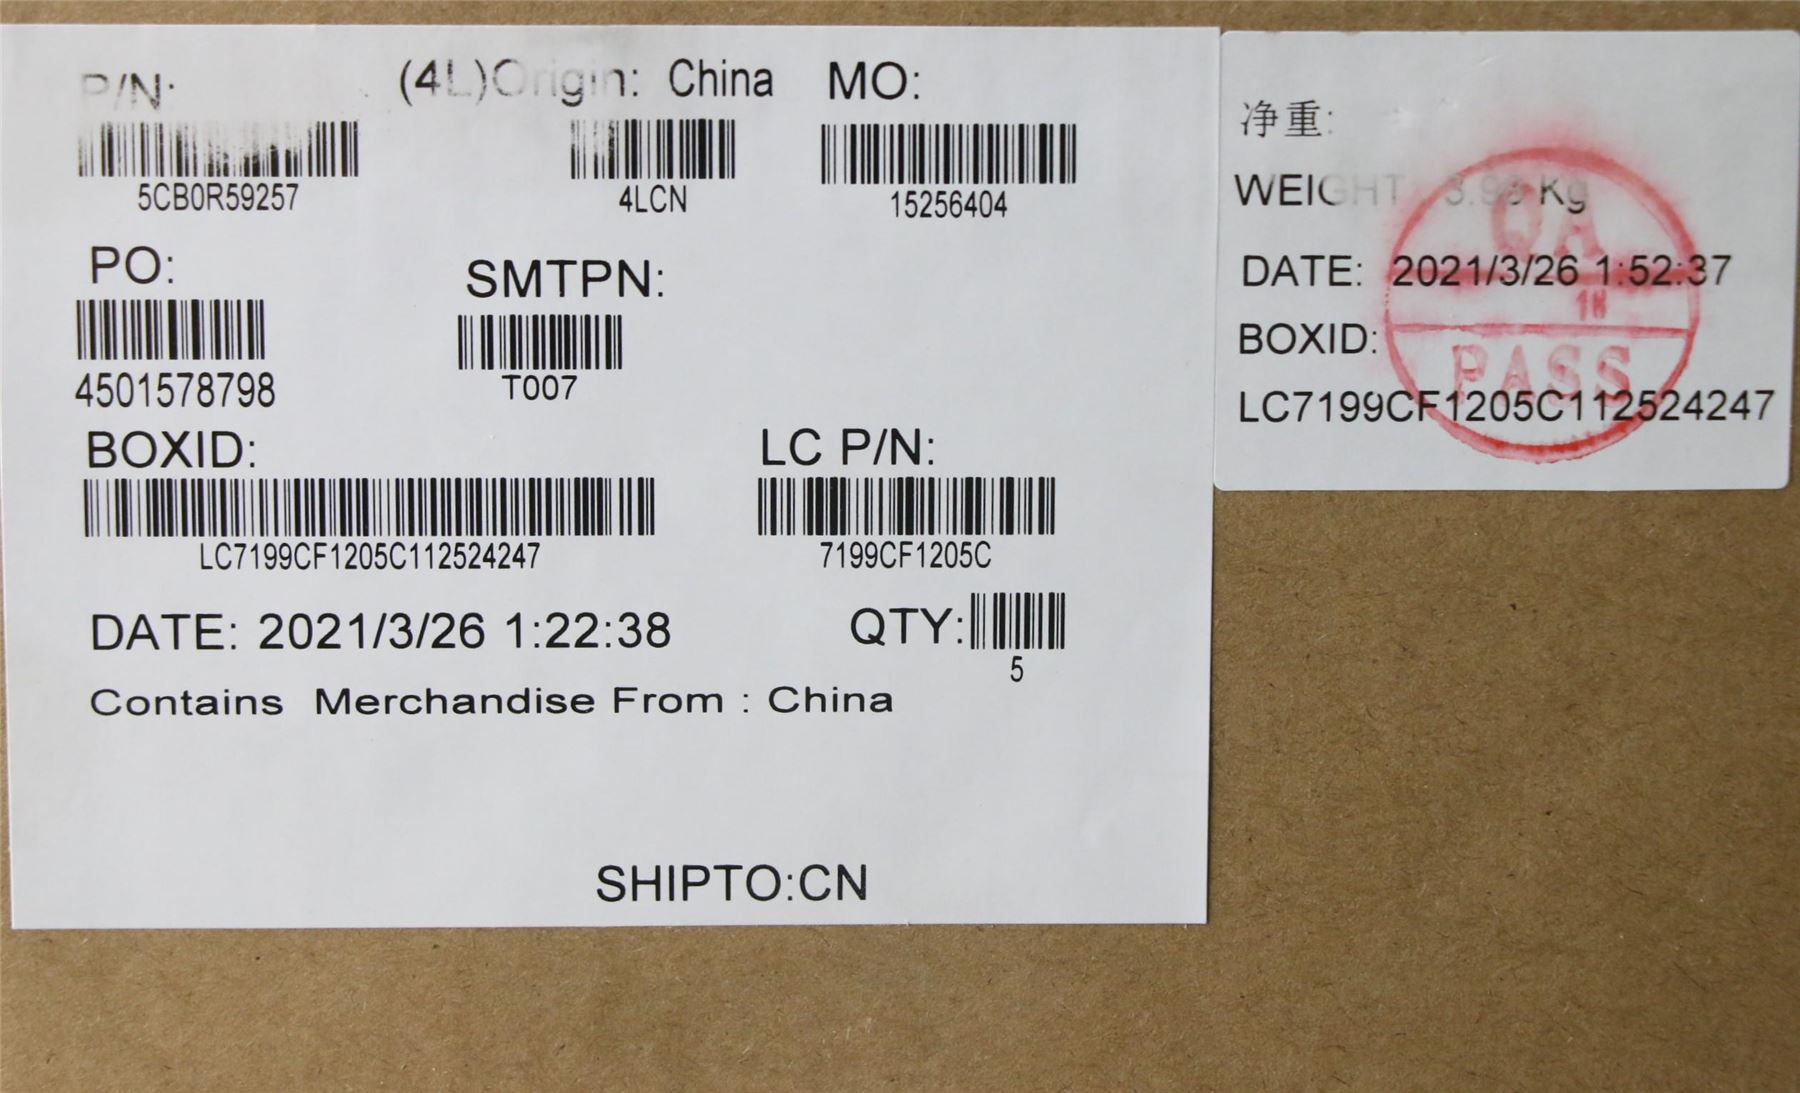 P/N:
(4L)Origin: China
MO:
5CB0R59257
4LCN
15256404
PO:
SMTPN:
4501578798
T007
BOXID:
LC P/N:
LC7199CF1205C112524247
7199CF1205C
DATE: 2021/3/26 1:22:38
QTY:
5
Contains Merchandise From : China
SHIPTO:CN
净重:
WEIGHT Kg
DATE: 2021/3/26 1:52:37
BOXID:
LC7199CF1205C112524247
QA
PASS